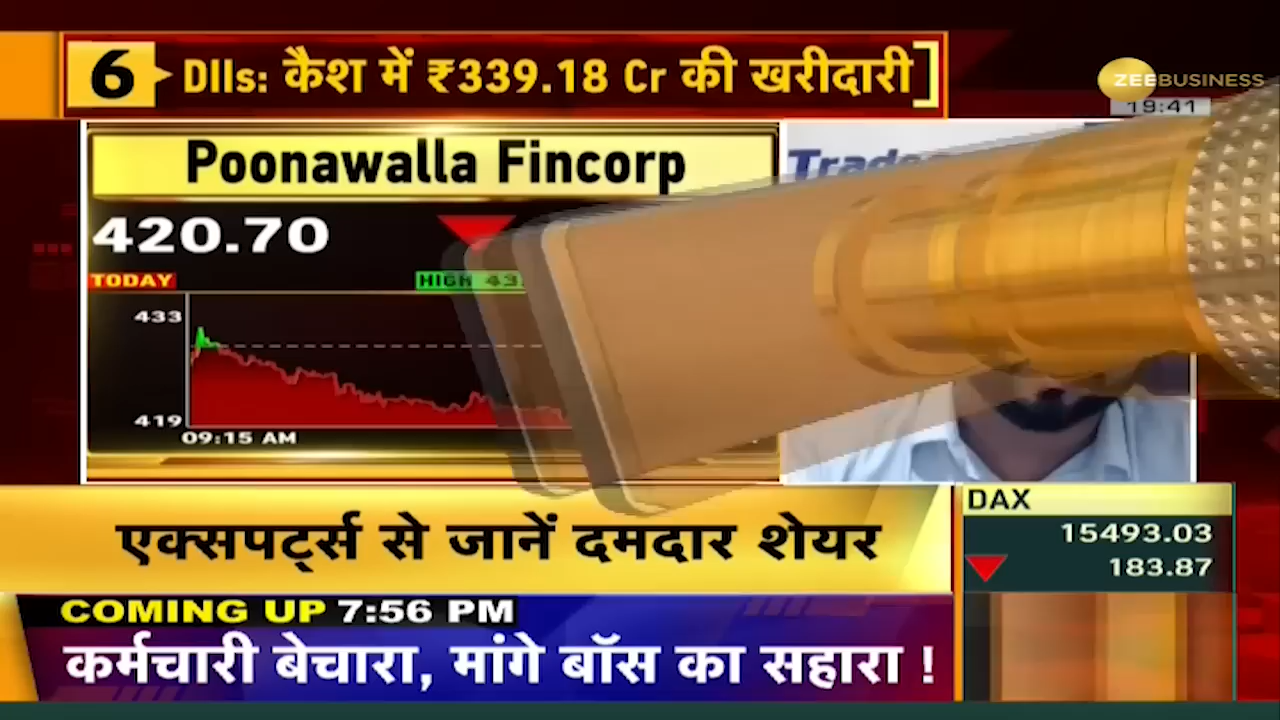 6
DIIs: कैश में ₹339.18 Cr की खरीदारी]
ZEEBUSINESS
19:41
Poonawalla Fincorp
420.70
TODAY
HIGH
433
419
09:15 AM
एक्सपर्ट्स से जानें दमदार शेयर
DAX
15493.03
183.87
COMING UP 7:56 PM
कर्मचारी बेचारा, मांगे बॉस का सहारा !